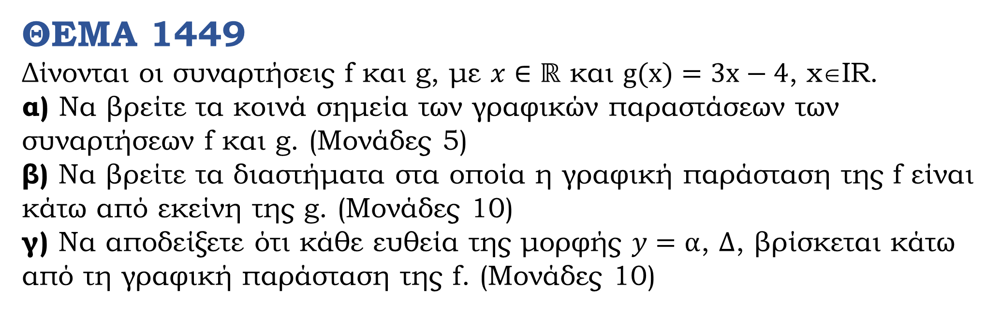 ΘΕΜΑ 1449
Δίνονται οι συναρτήσεις f και g, με x ∈ ℝ και g(x) = 3x − 4, x∈IR.
α) Να βρείτε τα κοινά σημεία των γραφικών παραστάσεων των
συναρτήσεων f και g. (Μονάδες 5)
β) Να βρείτε τα διαστήματα στα οποία η γραφική παράσταση της f είναι
κάτω από εκείνη της g. (Μονάδες 10)
γ) Να αποδείξετε ότι κάθε ευθεία της μορφής y = α, Δ, βρίσκεται κάτω
από τη γραφική παράσταση της f. (Μονάδες 10)